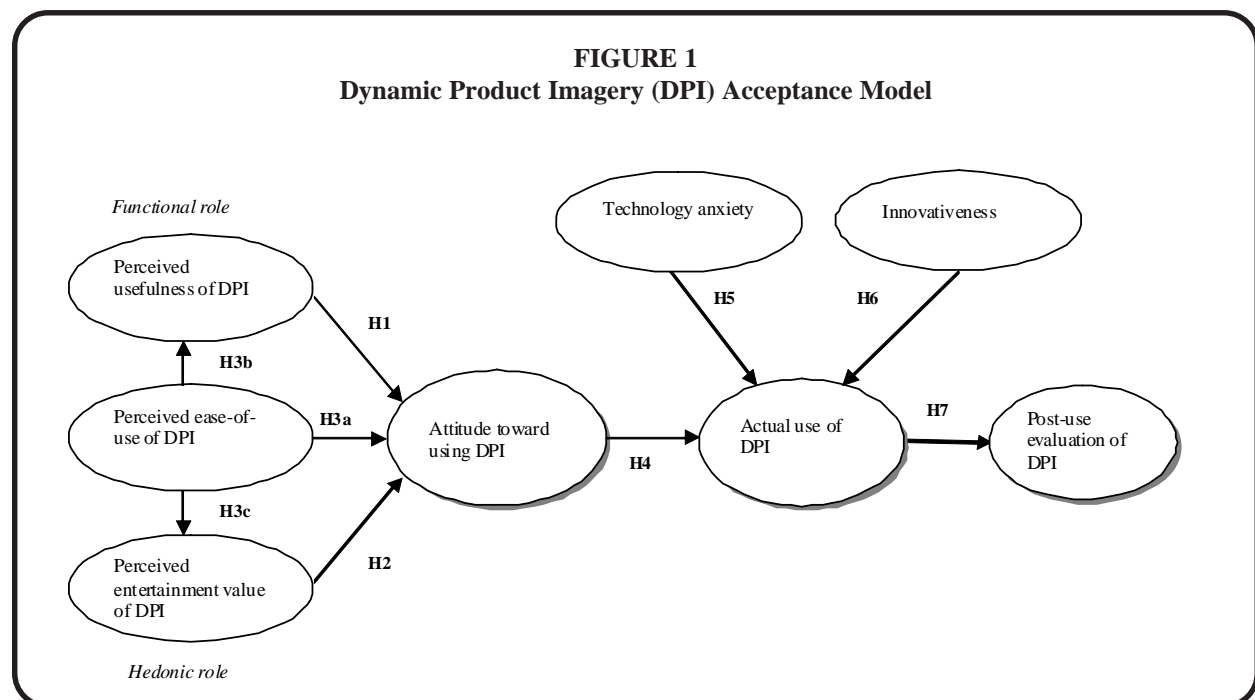 FIGURE 1
Dynamic Product Imagery (DPI) Acceptance Model
Technology anxiety
Innovativeness
Functional role
Perceived
usefulness of DPI
H5
H6
H1
H3b
Perceived ease-of-
use of DPI
H3a
Attitude toward
using DPI
H4
Actual use of
DPI
H7
Post-use
evaluation of
DPI
H3c
H2
Perceived
entertainment value
of DPI
Hedonic role